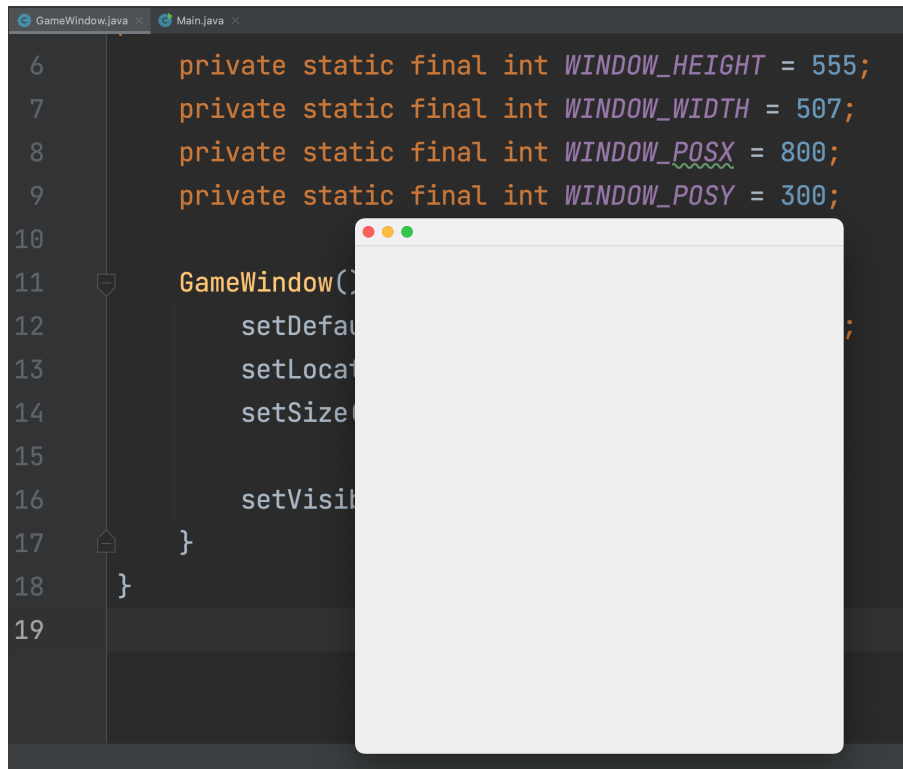 GameWindow.java Main.java
6 private static final int WINDOW_HEIGHT = 555;
7 private static final int WINDOW_WIDTH = 507;
8 private static final int WINDOW_POSX = 800;
9 private static final int WINDOW_POSY = 300;
10
11 GameWindow()
12 setDefau ;
13 setLocat
14 setSize(
15
16 setVisib
17 }
18 }
19